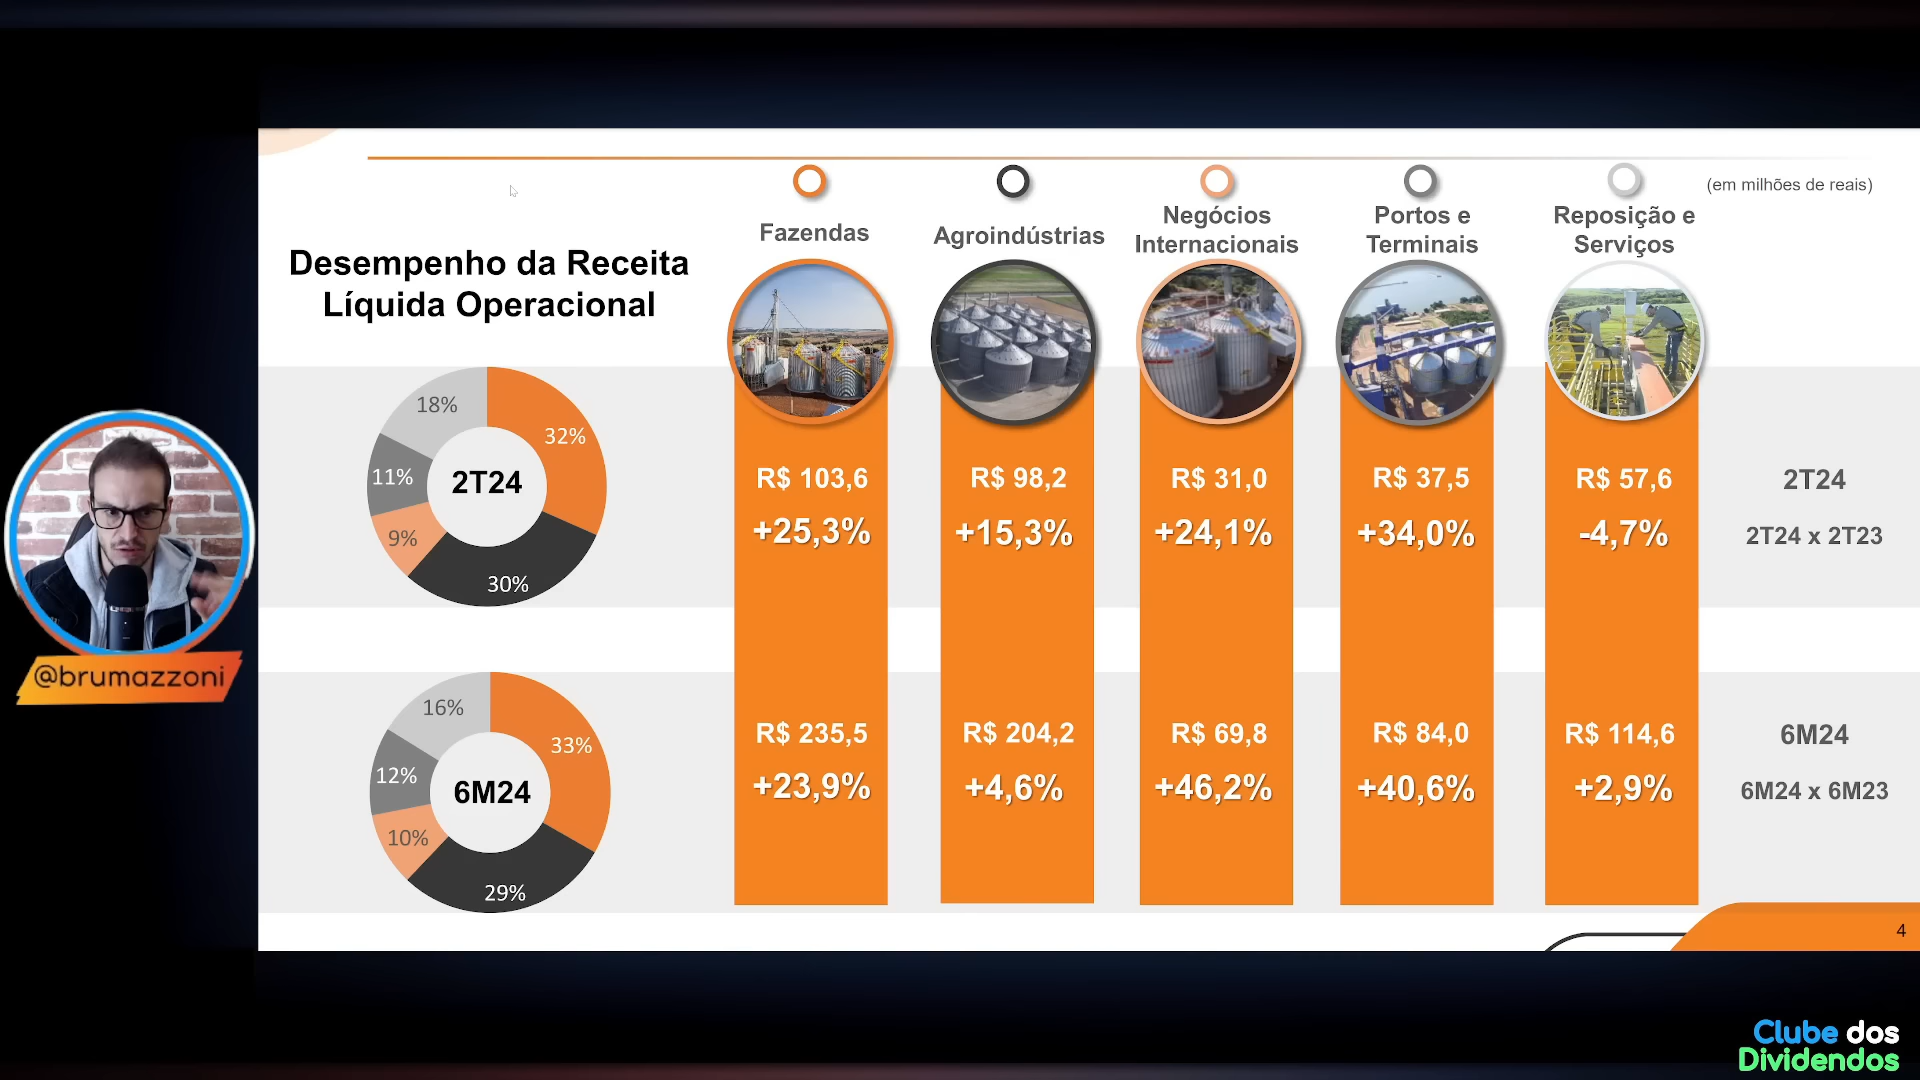 (em milhões de reais)
Desempenho da Receita
Líquida Operacional
Fazendas
Agroindústrias
Negócios
Internacionais
Portos e
Terminais
Reposição e
Serviços
18%
32%
11%
9%
30%
2T24
R$ 103,6
R$ 98,2
R$ 31,0
R$ 37,5
R$ 57,6
2T24
+25,3%
+15,3%
+24,1%
+34,0%
-4,7%
2T24 x 2T23
@brumazzoni
16%
33%
12%
10%
29%
6M24
R$ 235,5
R$ 204,2
R$ 69,8
R$ 84,0
R$ 114,6
6M24
+23,9%
+4,6%
+46,2%
+40,6%
+2,9%
6M24 x 6M23
4
Clube dos
Dividendos